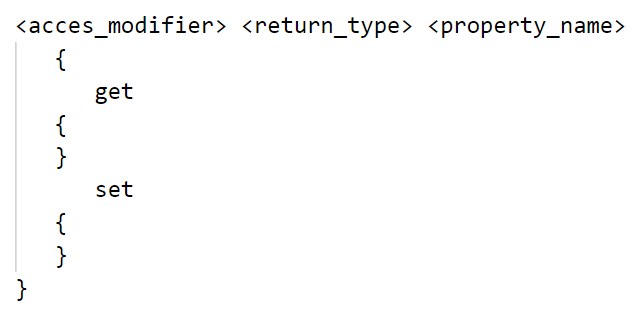 <acces_modifier> <return_type> <property_name>
{
get
{
}
set
{
}
}